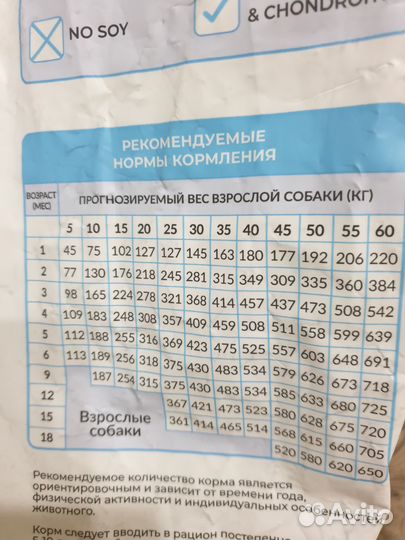 NO SOY
& CHONDRO
РЕКОМЕНДУЕМЫЕ
НОРМЫ КОРМЛЕНИЯ
ВОЗРАСТ (МЕС) ПРОГНОЗИРУЕМЫЙ ВЕС ВЗРОСЛОЙ СОБАКИ (КГ)
5 10 15 20 25 30 35 40 45 50 55 60
1 45 75 102 127 127 145 163 180 177 192 206 220
2 77 130 176 218 245 281 315 349 309 335 360 384
3 98 165 224 278 321 368 414 457 437 473 508 542
4 109 183 248 308 357 409 459 508 511 558 599 639
5 112 188 255 316 369 423 475 525 557 603 648 691
6 113 189 256 318 375 430 483 534 579 626 673 718
9 187 254 315 375 430 483 534 585 633 680 725
12 367 421 473 523 580 628 675 720
15 361 414 465 514 568 615 660 705
18 520 580 620 650
Взрослые
собаки
Рекомендуемое количество корма является
ориентировочным и зависит от времени года,
физической активности и индивидуальных особенностей
животного.
Корм следует вводить в рацион постепенно
Avito